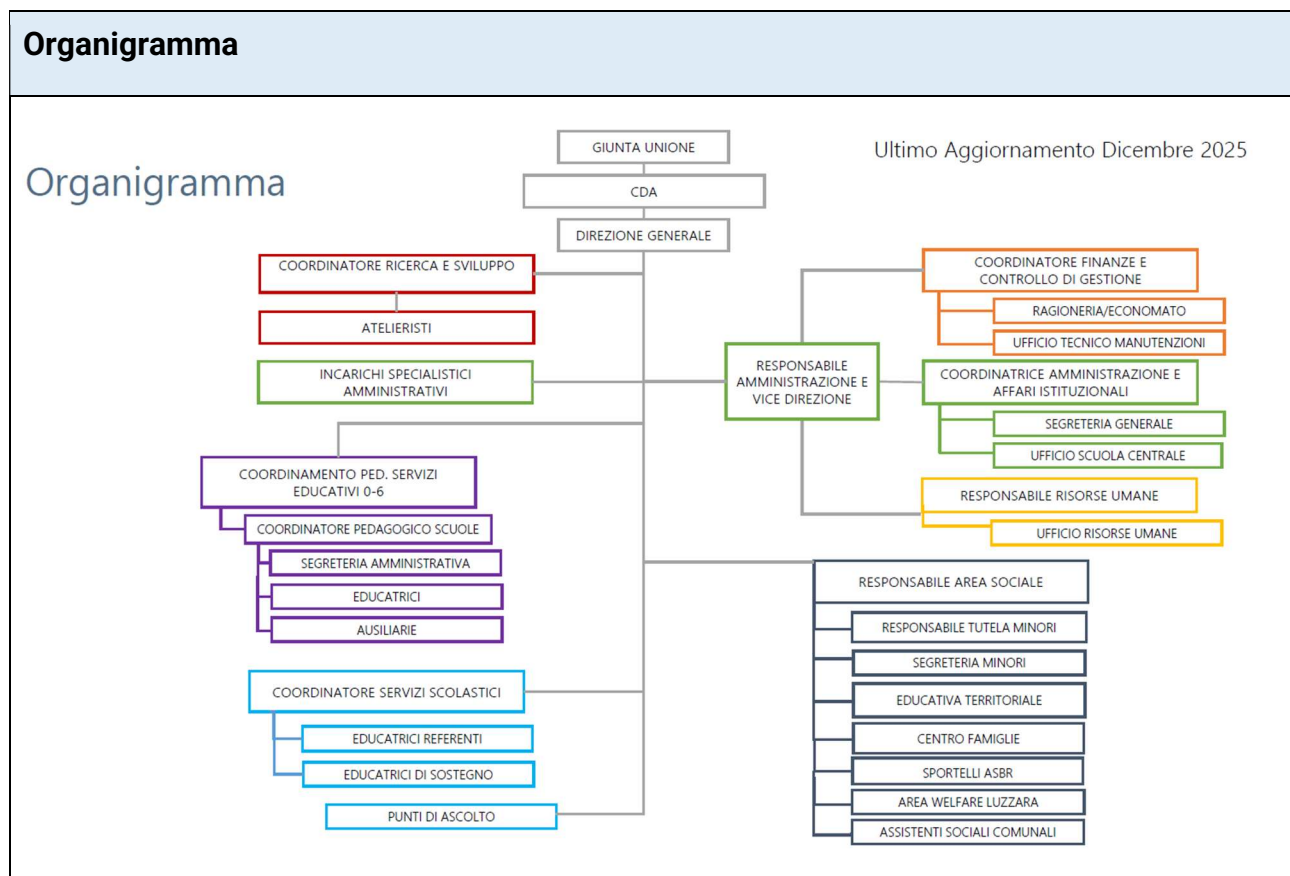 Organigramma
Organigramma
Ultimo Aggiornamento Dicembre 2025
GIUNTA UNIONE
CDA
DIREZIONE GENERALE
COORDINATORE RICERCA E SVILUPPO
ATELIERISTI
INCARICHI SPECIALISTICI
AMMINISTRATIVI
COORDINAMENTO PED. SERVIZI
EDUCATIVI 0-6
COORDINATORE PEDAGOGICO SCUOLE
SEGRETERIA AMMINISTRATIVA
EDUCATRICI
AUSILIARIE
COORDINATORE SERVIZI SCOLASTICI
EDUCATRICI REFERENTI
EDUCATRICI DI SOSTEGNO
PUNTI DI ASCOLTO
RESPONSABILE
AMMINISTRAZIONE E
VICE DIREZIONE
COORDINATORE FINANZE E
CONTROLLO DI GESTIONE
RAGIONERIA/ECONOMATO
UFFICIO TECNICO MANUTENZIONI
COORDINATRICE AMMINISTRAZIONE E
AFFARI ISTITUZIONALI
SEGRETERIA GENERALE
UFFICIO SCUOLA CENTRALE
RESPONSABILE RISORSE UMANE
UFFICIO RISORSE UMANE
RESPONSABILE AREA SOCIALE
RESPONSABILE TUTELA MINORI
SEGRETERIA MINORI
EDUCATIVA TERRITORIALE
CENTRO FAMIGLIE
SPORTELLI ASBR
AREA WELFARE LUZZARA
ASSISTENTI SOCIALI COMUNALI